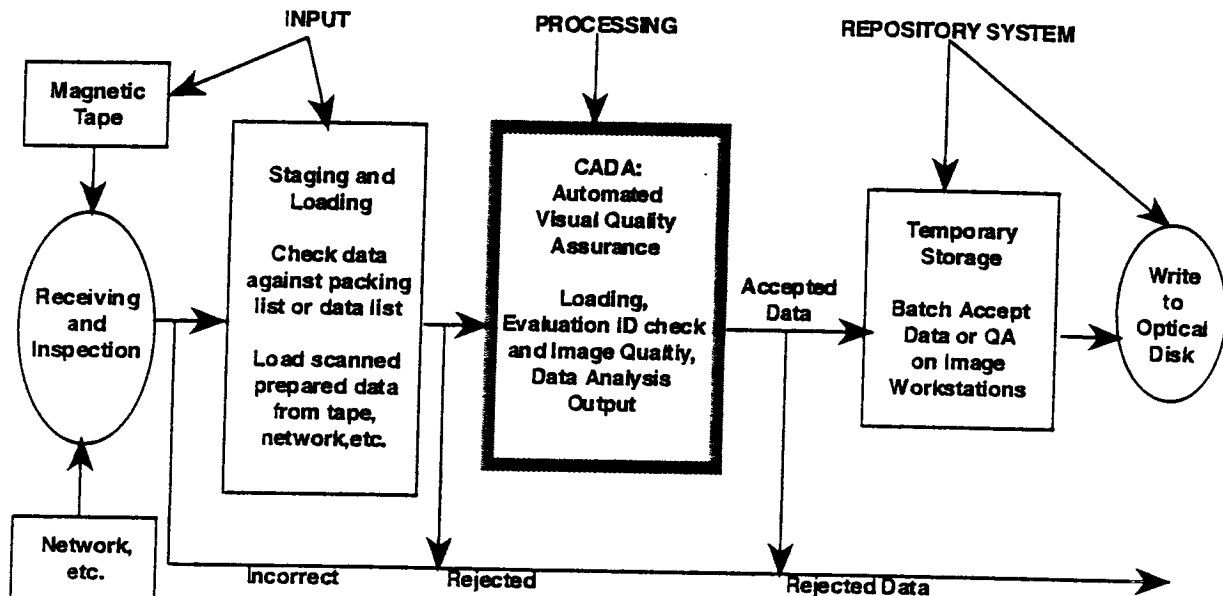 INPUT
PROCESSING
REPOSITORY SYSTEM
Magnetic
Tape
Receiving
and
Inspection
Network,
etc.
Staging and
Loading
Check data
against packing
list or data list
Load scanned
prepared data
from tape,
network,etc.
CADA:
Automated
Visual Quality
Assurance
Loading,
Evaluation ID check
and Image Qualtiy,
Data Analysis
Output
Accepted
Data
Temporary
Storage
Batch Accept
Data or QA
on Image
Workstations
Write
to
Optical
Disk
Incorrect
Rejected
Rejected Data